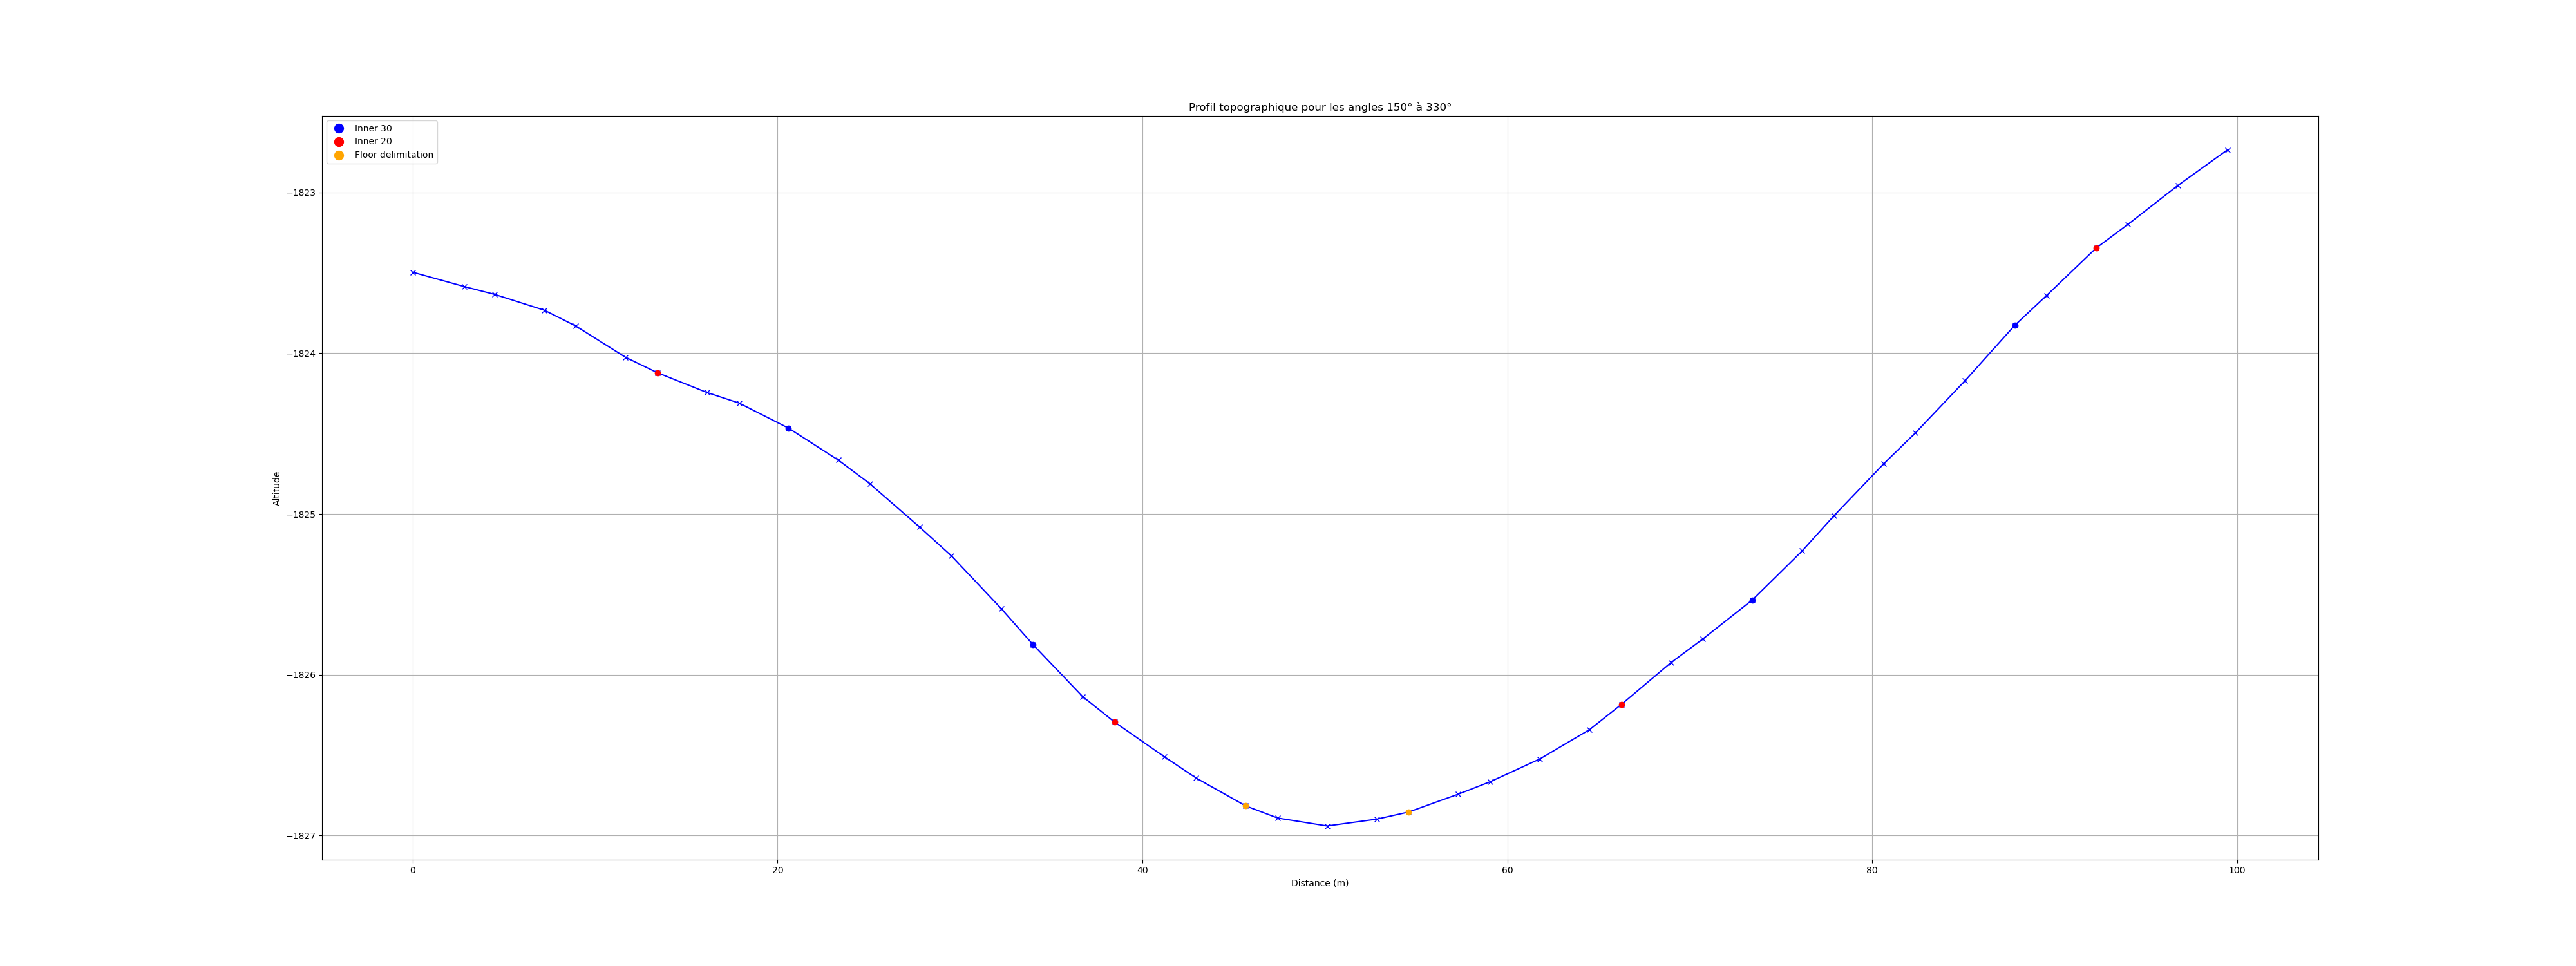 Profil topographique pour les angles 150° à 330°
Inner 30
Inner 20
Floor delimitation
Altitude
−1823
−1824
−1825
−1826
−1827
0 20 40 60 80 100
Distance (m)